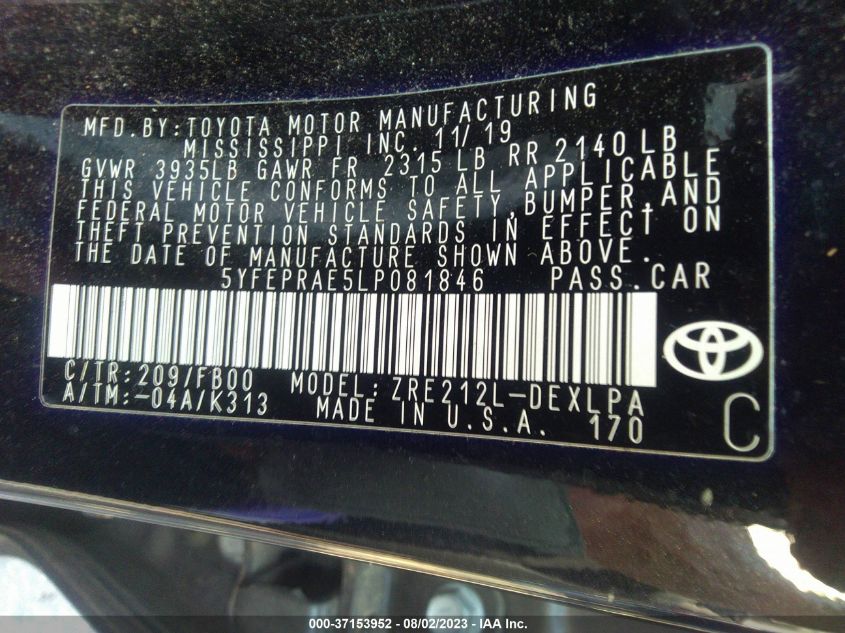 MFD.BY:TOYOTA MOTOR MANUFACTURING
MISSISSIPPI INC. 11/19
GVWR 3935LB GAWR FR 2315 LB RR 2140 LB
THIS VEHICLE CONFORMS TO ALL APPLICABLE
FEDERAL MOTOR VEHICLE SAFETY,BUMPER,AND
THEFT PREVENTION STANDARDS IN EFFECT ON
THE DATE OF MANUFACTURE SHOWN ABOVE.
5YFEPRAE5LP081846 PASS.CAR
C/TR:209/FB00 MODEL:ZRE212L-DEXLPA
A/TM:-04A/K313 MADE IN U.S.A. 170
C
000-37153952 - 08/02/2023 - IAA Inc.